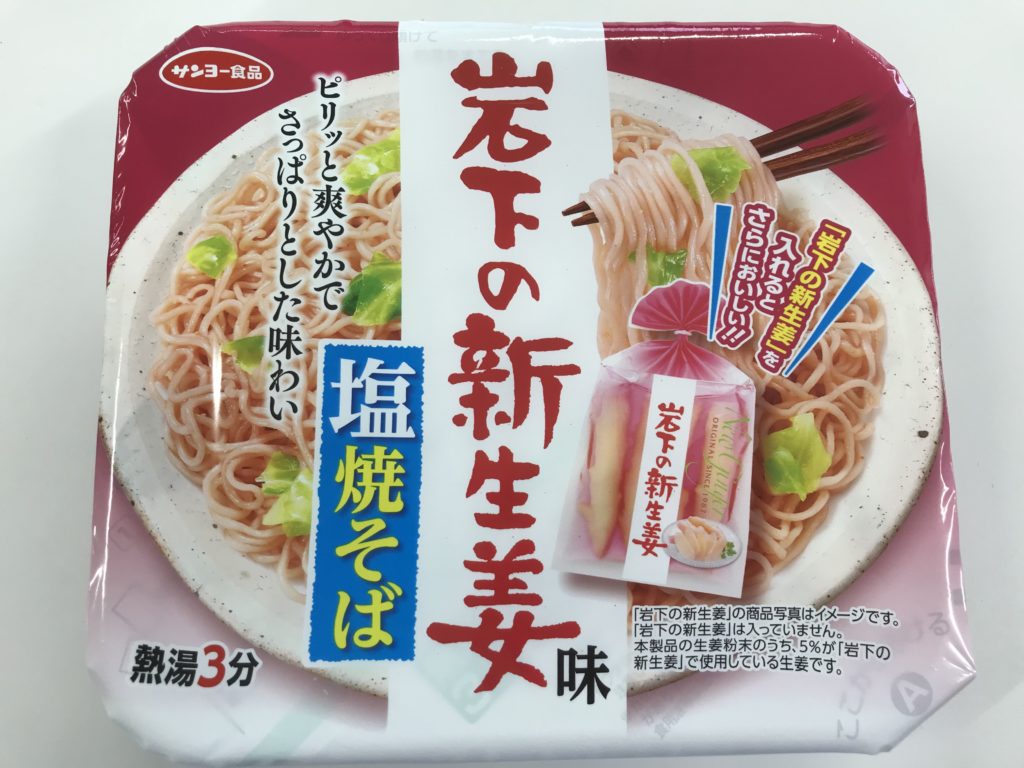 サンヨー食品
ピリッと爽やかで
さっぱりとした味わい
岩下の新生姜味
塩焼そば
「岩下の新生姜」を
入れると
さらにおいしい!!
岩下の新生姜
New Ginger
ORIGINAL/SINCE 1987
熱湯3分
「岩下の新生姜」の商品写真はイメージです。
「岩下の新生姜」は入っていません。
本製品の生姜粉末のうち、5%が「岩下の
新生姜」で使用している生姜です。
A